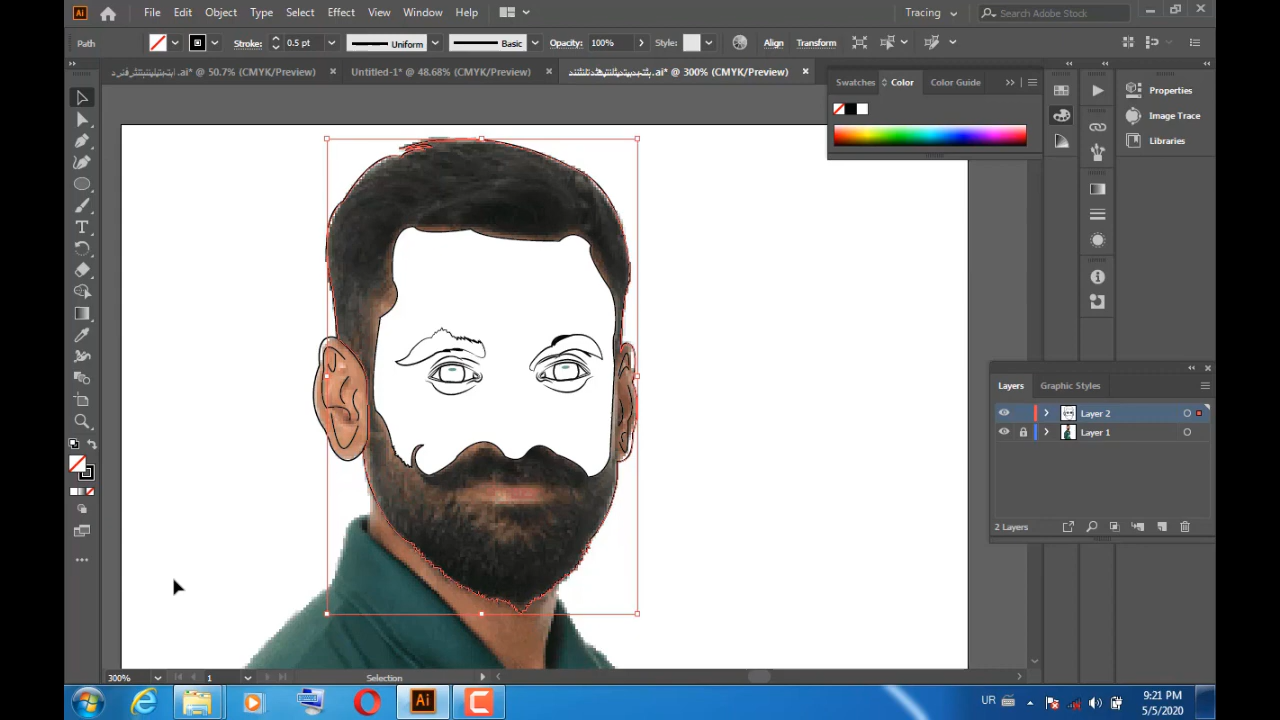 Ai File Edit Object Type Select Effect View Window Help Tracing Search Adobe Stock
Path Stroke: 0.5 pt Uniform Basic Opacity: 100% Style: Align Transform
.ai* @ 50.7% (CMYK/Preview) × Untitled-1* @ 48.68% (CMYK/Preview) × .ai* @ 300% (CMYK/Preview) ×
Swatches Color Color Guide
Properties
Image Trace
Libraries
Layers Graphic Styles
Layer 2
Layer 1
2 Layers
300% 1 Selection
Ai UR 9:21 PM
5/5/2020